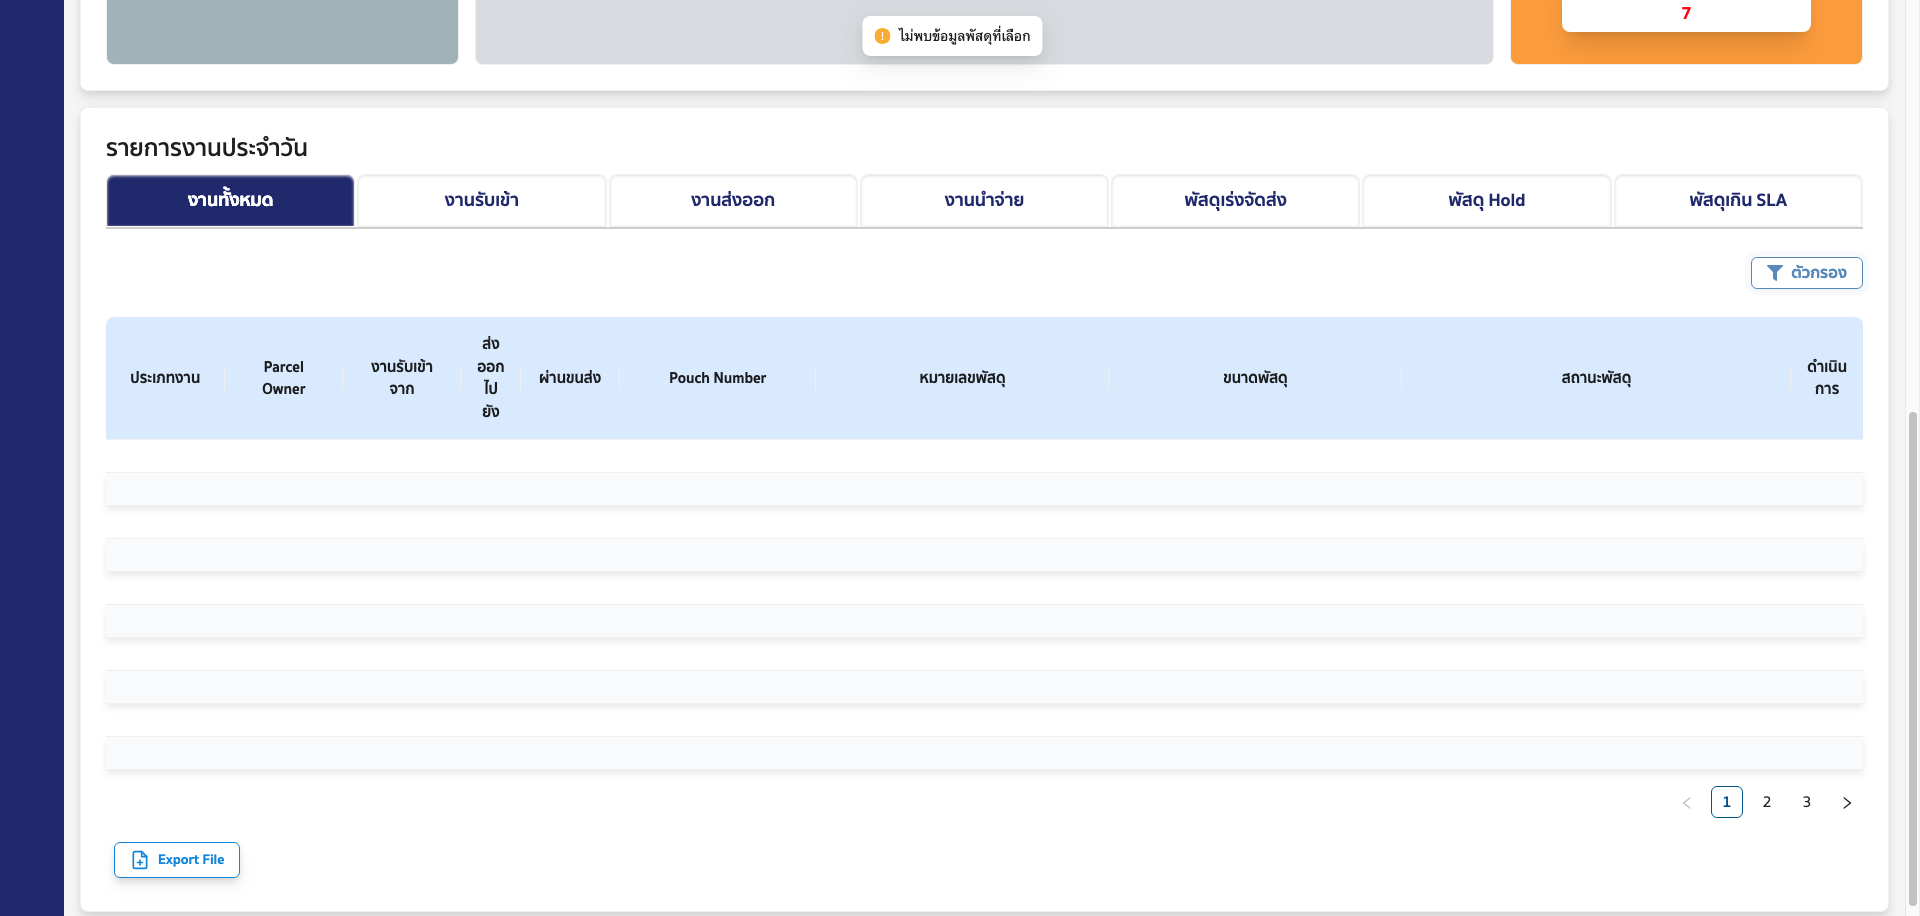 7
ไม่พบข้อมูลพัสดุที่เลือก
รายการงานประจำวัน
งานทั้งหมด
งานรับเข้า
งานส่งออก
งานนำจ่าย
พัสดุเร่งจัดส่ง
พัสดุ Hold
พัสดุเกิน SLA
ตัวกรอง
ประเภทงาน
Parcel
Owner
งานรับเข้า
จาก
ส่ง
ออก
ไป
ยัง
ผ่านขนส่ง
Pouch Number
หมายเลขพัสดุ
ขนาดพัสดุ
สถานะพัสดุ
ดำเนิน
การ
1 2 3
Export File